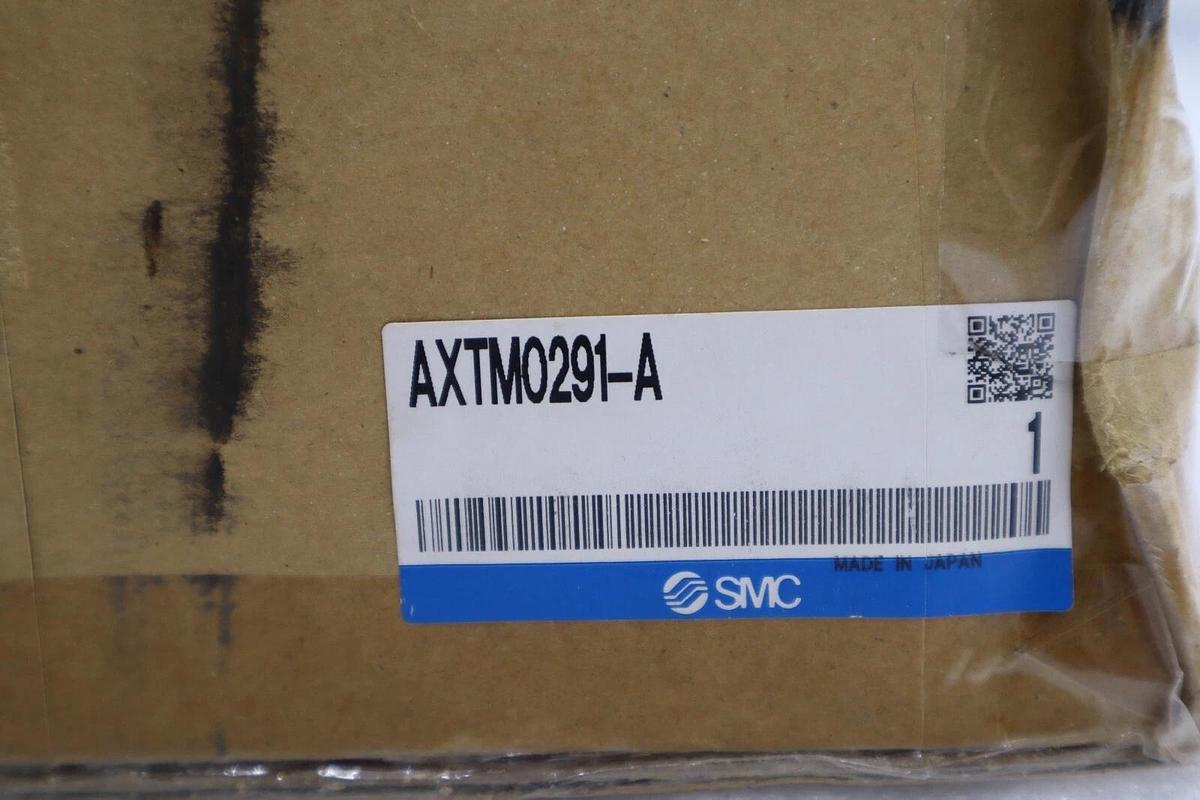 AXTM0291-A
1
MADE IN JAPAN
SMC